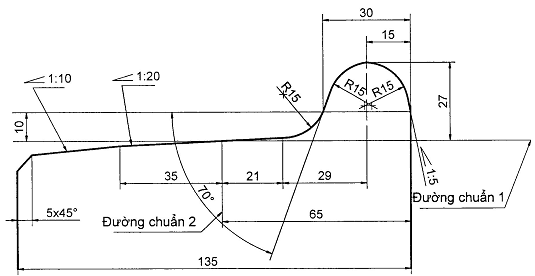 30
15
1:10
1:20
R15
R15
R15
27
10
1:5
35
21
29
70°
Đường chuẩn 1
5x45°
Đường chuẩn 2
65
135